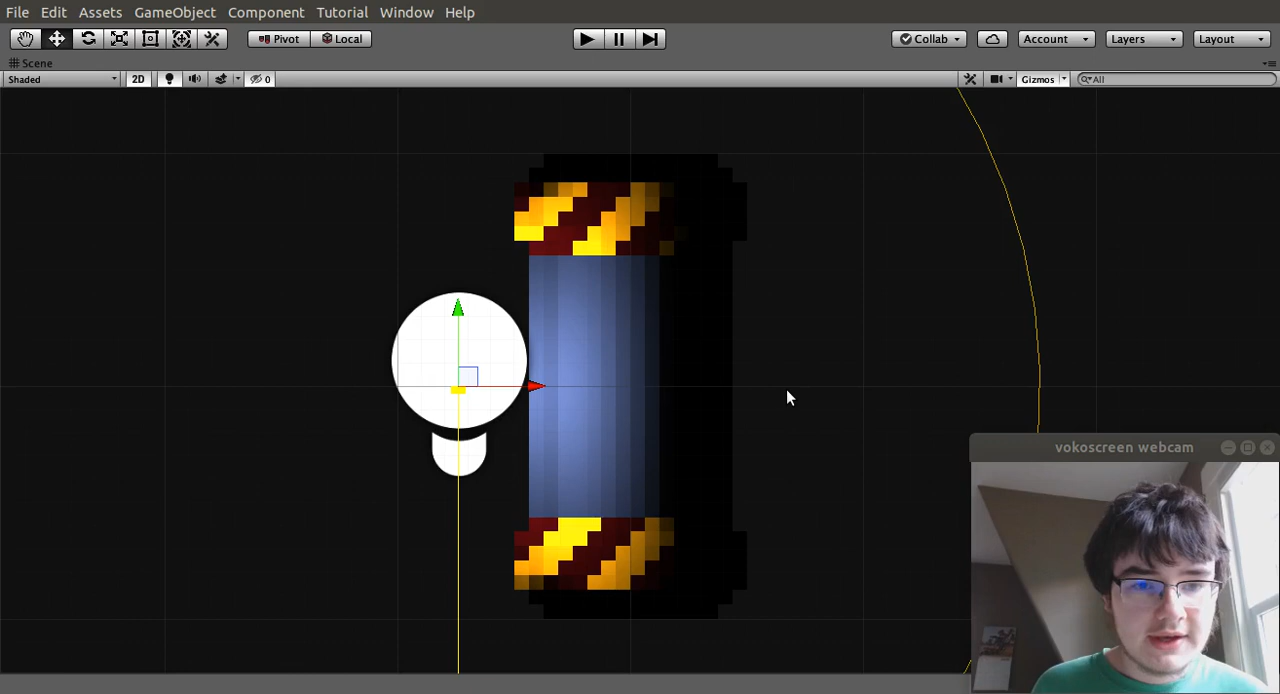 File Edit Assets GameObject Component Tutorial Window Help
Pivot Local Collab Account Layers Layout
Scene
Shaded 2D 0 Gizmos All
vokoscreen webcam